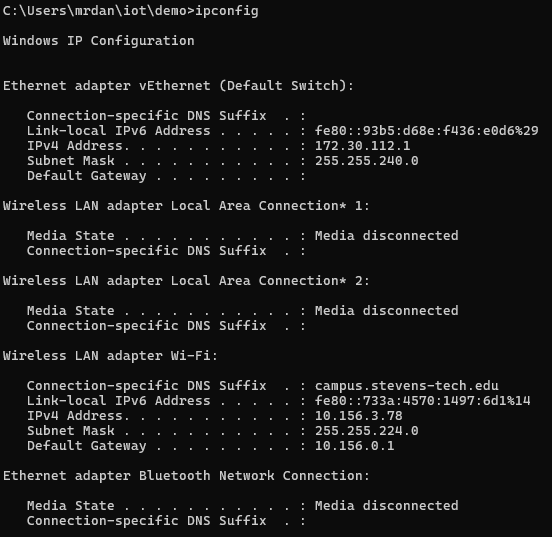 C:\Users\mrdan\iot\demo>ipconfig
Windows IP Configuration
Ethernet adapter vEthernet (Default Switch):
Connection-specific DNS Suffix  . :
Link-local IPv6 Address . . . . . : fe80::93b5:d68e:f436:e0d6%29
IPv4 Address. . . . . . . . . . . : 172.30.112.1
Subnet Mask . . . . . . . . . . . : 255.255.240.0
Default Gateway . . . . . . . . . :
Wireless LAN adapter Local Area Connection* 1:
Media State . . . . . . . . . . . : Media disconnected
Connection-specific DNS Suffix  . :
Wireless LAN adapter Local Area Connection* 2:
Media State . . . . . . . . . . . : Media disconnected
Connection-specific DNS Suffix  . :
Wireless LAN adapter Wi-Fi:
Connection-specific DNS Suffix  . : campus.stevens-tech.edu
Link-local IPv6 Address . . . . . : fe80::733a:4570:1497:6d1%14
IPv4 Address. . . . . . . . . . . : 10.156.3.78
Subnet Mask . . . . . . . . . . . : 255.255.224.0
Default Gateway . . . . . . . . . : 10.156.0.1
Ethernet adapter Bluetooth Network Connection:
Media State . . . . . . . . . . . : Media disconnected
Connection-specific DNS Suffix  . :